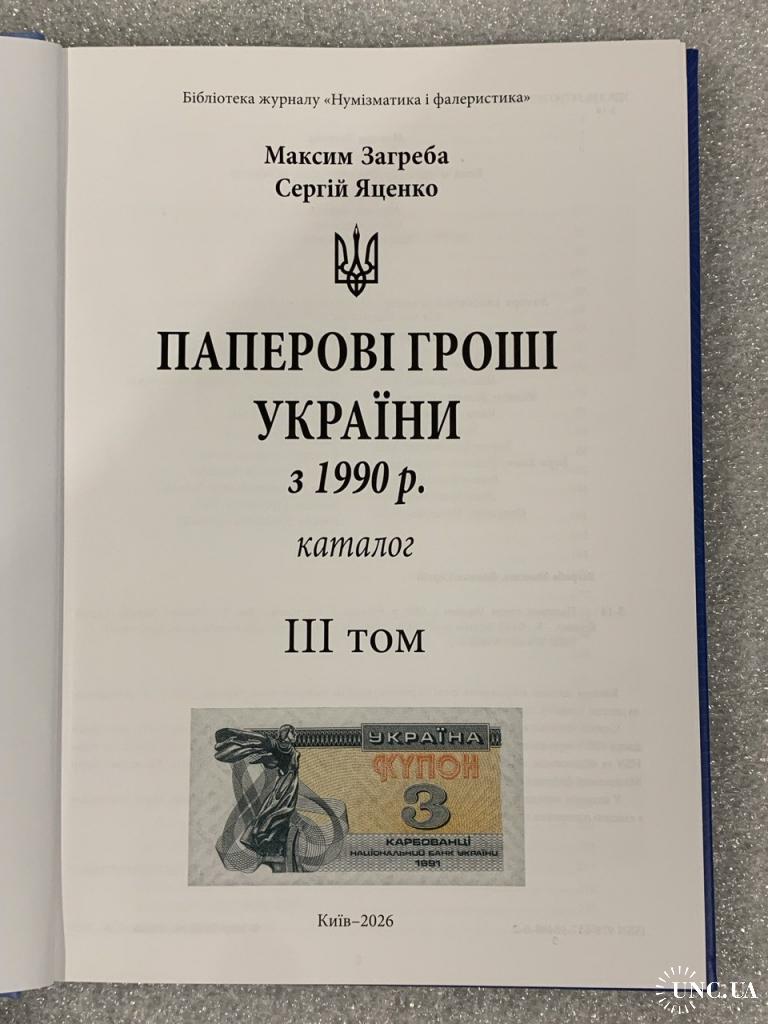 Бібліотека журналу «Нумізматика і фалеристика»
Максим Загреба
Сергій Яценко
ПАПЕРОВІ ГРОШІ
УКРАЇНИ
з 1990 р.
каталог
III том
УКРАЇНА
КУПОН
3
КАРБОВАНЦІ
НАЦІОНАЛЬНИЙ БАНК УКРАЇНИ
1991
Київ–2026
UNC.UA